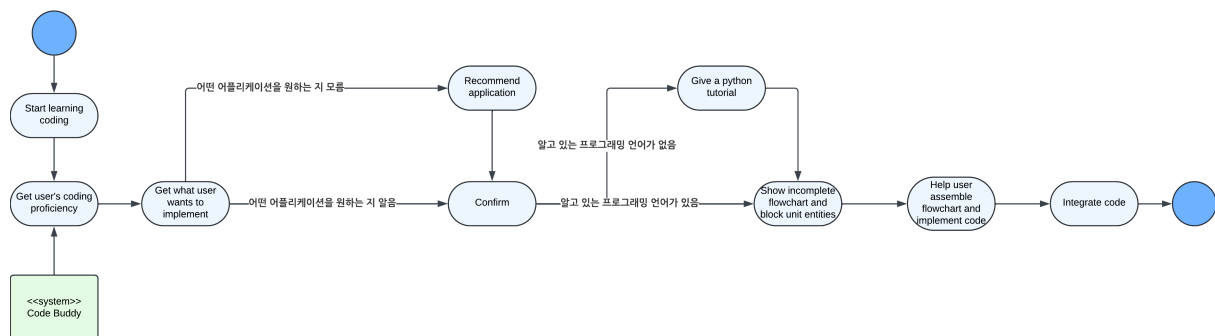 Start learning
coding
Get user's coding
proficiency
<<system>>
Code Buddy
Get what user
wants to
implement
어떤 어플리케이션을 원하는 지 모름
어떤 어플리케이션을 원하는 지 알음
Recommend
application
Confirm
알고 있는 프로그래밍 언어가 없음
알고 있는 프로그래밍 언어가 있음
Give a python
tutorial
Show incomplete
flowchart and
block unit entities
Help user
assemble
flowchart and
implement code
Integrate code